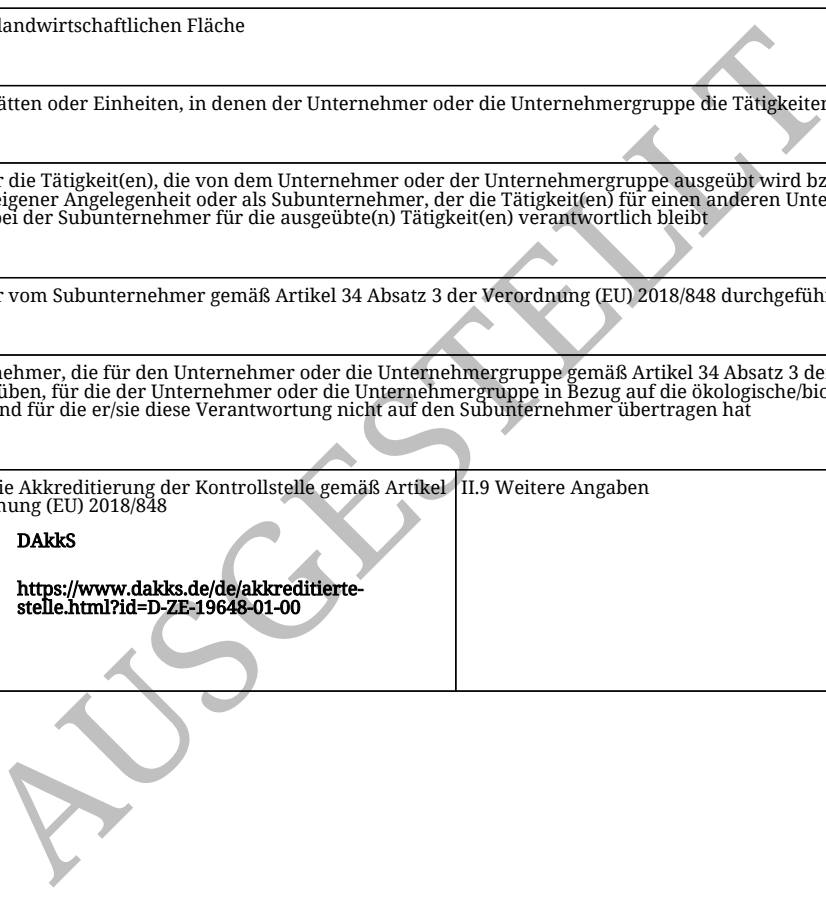 landwirtschaftlichen Fläche
ätten oder Einheiten, in denen der Unternehmer oder die Unternehmergruppe die Tätigkeiten
r die Tätigkeit(en), die von dem Unternehmer oder der Unternehmergruppe ausgeübt wird bz
eigener Angelegenheit oder als Subunternehmer, der die Tätigkeit(en) für einen anderen Unte
bei der Subunternehmer für die ausgeübte(n) Tätigkeit(en) verantwortlich bleibt
r vom Subunternehmer gemäß Artikel 34 Absatz 3 der Verordnung (EU) 2018/848 durchgefüh
nehmer, die für den Unternehmer oder die Unternehmergruppe gemäß Artikel 34 Absatz 3 de
üben, für die der Unternehmer oder die Unternehmergruppe in Bezug auf die ökologische/bio
nd für die er/sie diese Verantwortung nicht auf den Subunternehmer übertragen hat
ie Akkreditierung der Kontrollstelle gemäß Artikel
nung (EU) 2018/848
DAkkS
https://www.dakks.de/de/akkreditierte-
stelle.html?id=D-ZE-19648-01-00
II.9 Weitere Angaben
AUSGESTELLT